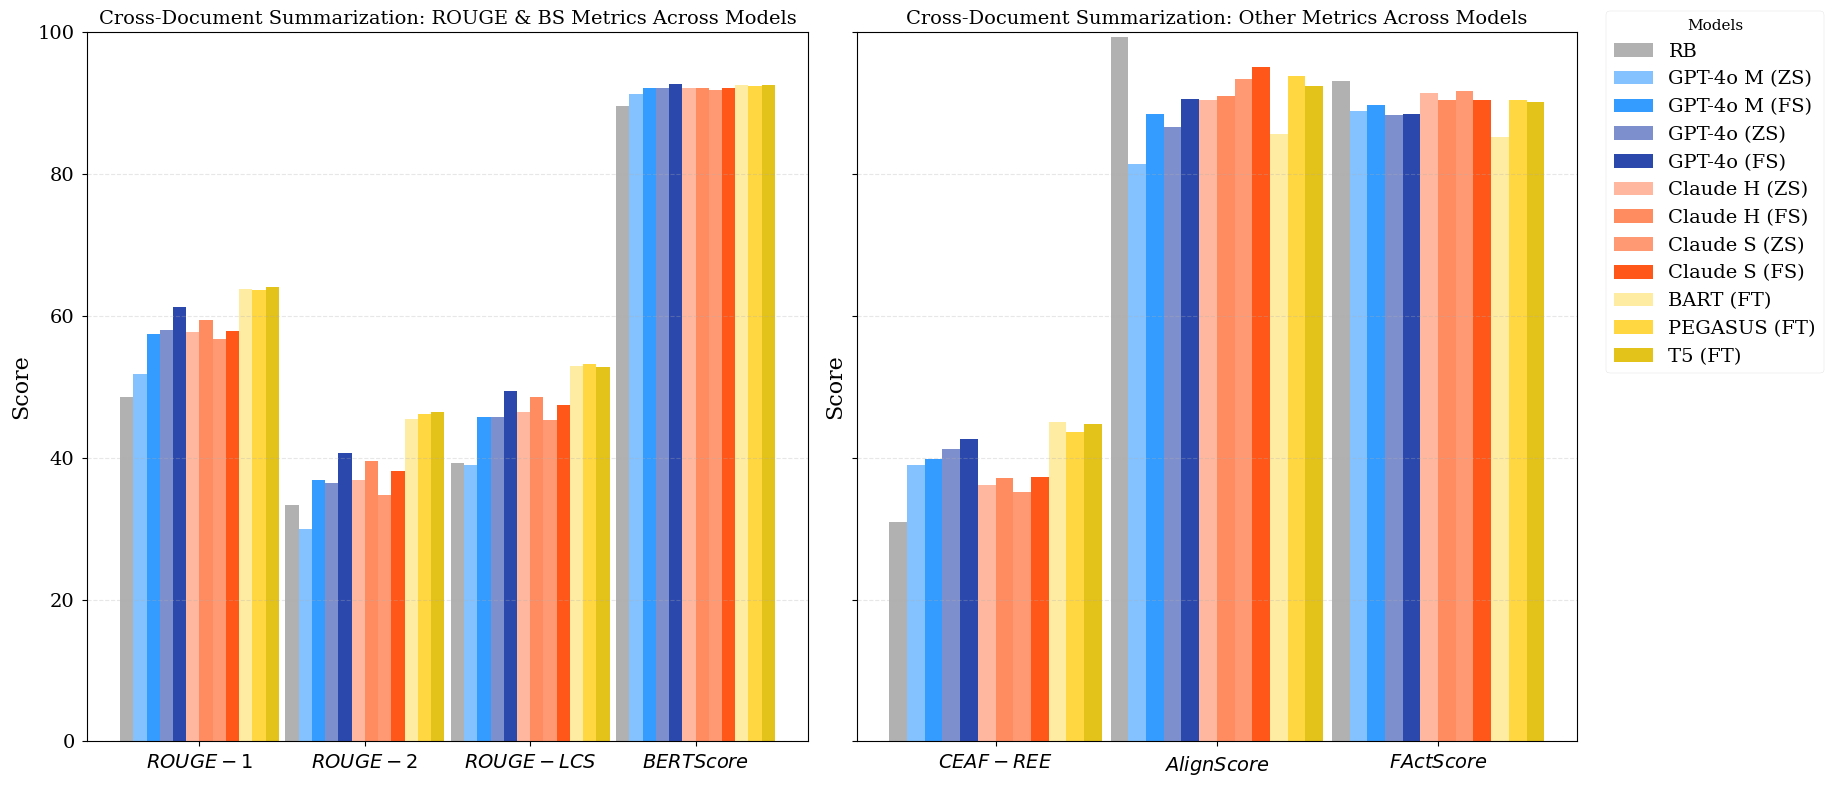 Cross-Document Summarization: ROUGE & BS Metrics Across Models
Score
100
80
60
40
20
0
ROUGE − 1
ROUGE − 2
ROUGE − LCS
BERTScore
Cross-Document Summarization: Other Metrics Across Models
Score
CEAF − REE
AlignScore
FActScore
Models
RB
GPT-4o M (ZS)
GPT-4o M (FS)
GPT-4o (ZS)
GPT-4o (FS)
Claude H (ZS)
Claude H (FS)
Claude S (ZS)
Claude S (FS)
BART (FT)
PEGASUS (FT)
T5 (FT)